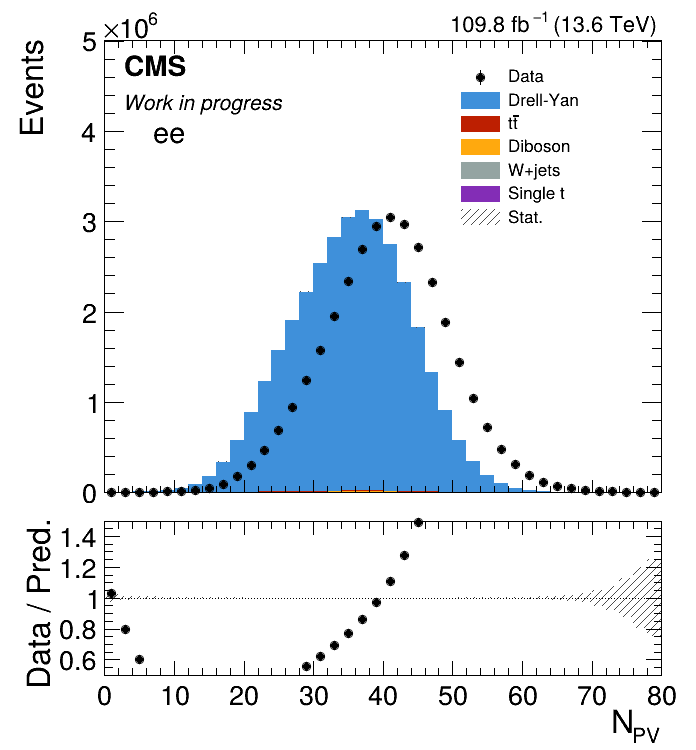 109.8 fb⁻¹ (13.6 TeV)
×10⁶
CMS
Work in progress
ee
Data
Drell-Yan
tt̄
Diboson
W+jets
Single t
Stat.
Events
5
4
3
2
1
0
Data / Pred.
1.4
1.2
1
0.8
0.6
0 10 20 30 40 50 60 70 80
N_PV